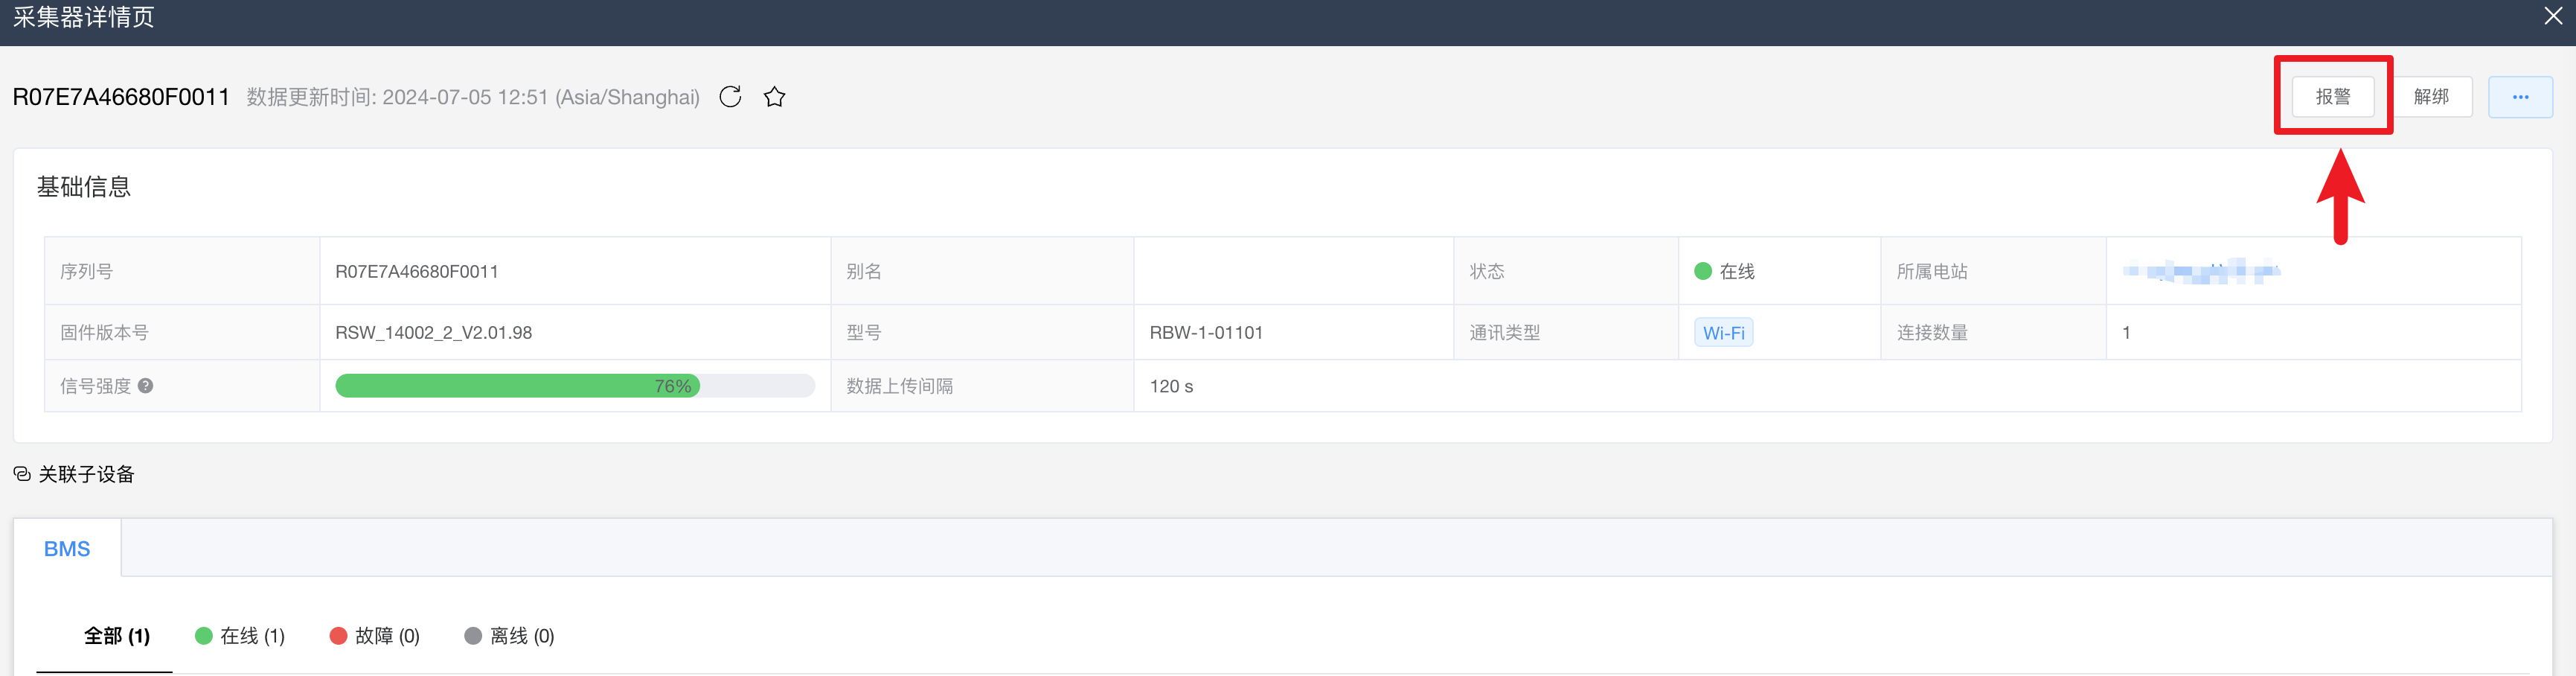 采集器详情页
R07E7A46680F0011 数据更新时间: 2024-07-05 12:51 (Asia/Shanghai) 报警 解绑
基础信息
序列号 R07E7A46680F0011 别名 状态 在线 所属电站
固件版本号 RSW_14002_2_V2.01.98 型号 RBW-1-01101 通讯类型 Wi-Fi 连接数量 1
信号强度 76% 数据上传间隔 120 s
关联子设备
BMS
全部 (1) 在线 (1) 故障 (0) 离线 (0)